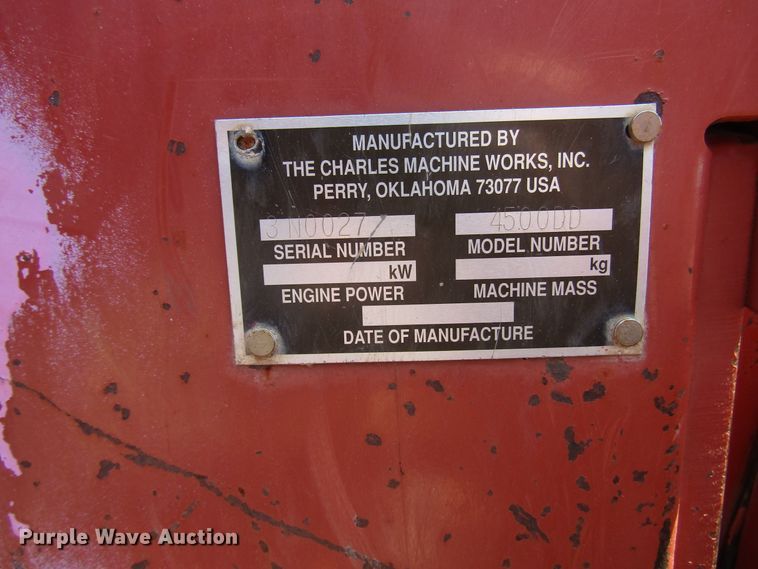 MANUFACTURED BY
THE CHARLES MACHINE WORKS, INC.
PERRY, OKLAHOMA 73077 USA
3N0027 4500DD
SERIAL NUMBER MODEL NUMBER
kW kg
ENGINE POWER MACHINE MASS
DATE OF MANUFACTURE
Purple Wave Auction